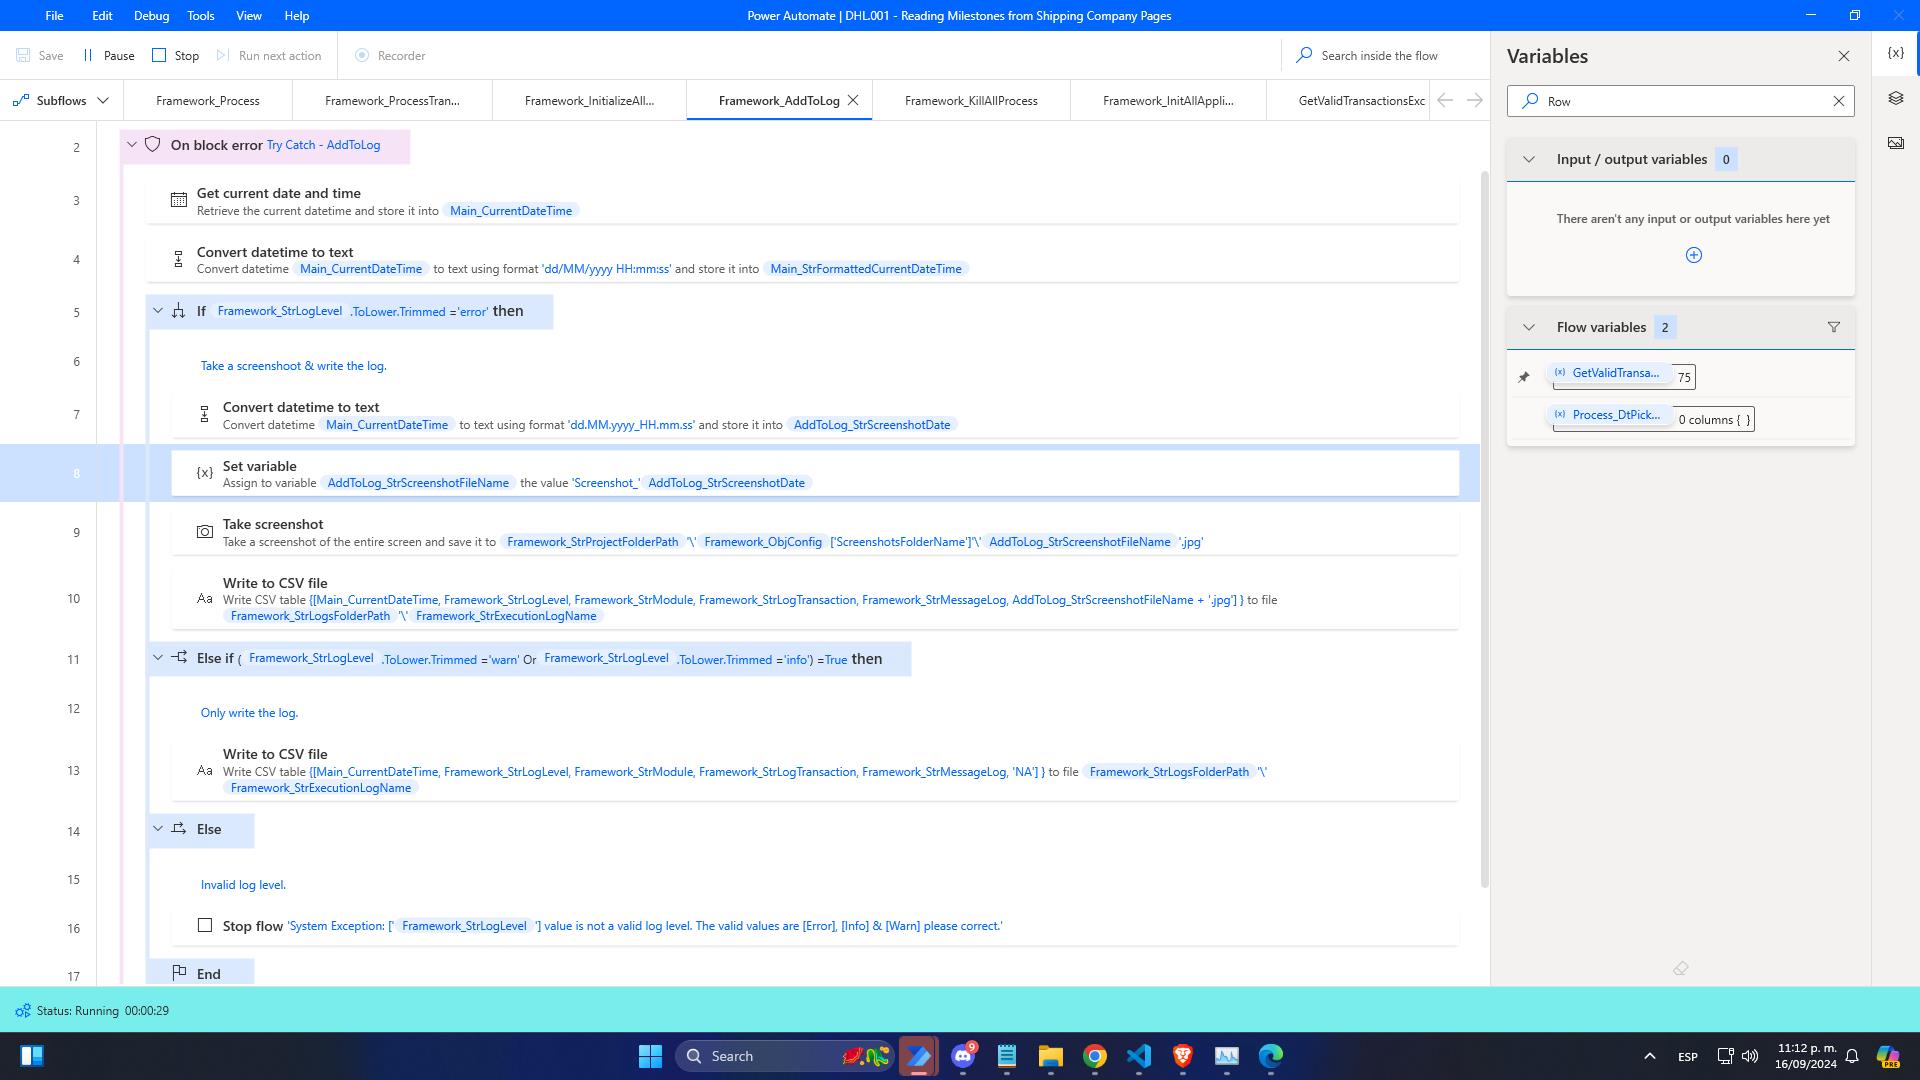 File Edit Debug Tools View Help
Power Automate | DHL.001 - Reading Milestones from Shipping Company Pages
Save Pause Stop Run next action Recorder
Search inside the flow
Subflows
Framework_Process Framework_ProcessTran... Framework_InitializeAll... Framework_AddToLog Framework_KillAllProcess Framework_InitAllAppli... GetValidTransactionsExc
2
On block error Try Catch - AddToLog
3
Get current date and time
Retrieve the current datetime and store it into Main_CurrentDateTime
4
Convert datetime to text
Convert datetime Main_CurrentDateTime to text using format 'dd/MM/yyyy HH:mm:ss' and store it into Main_StrFormattedCurrentDateTime
5
If Framework_StrLogLevel .ToLower.Trimmed ='error' then
6
Take a screenshoot & write the log.
7
Convert datetime to text
Convert datetime Main_CurrentDateTime to text using format 'dd.MM.yyyy_HH.mm.ss' and store it into AddToLog_StrScreenshotDate
8
Set variable
{x}
Assign to variable AddToLog_StrScreenshotFileName the value 'Screenshot_' AddToLog_StrScreenshotDate
9
Take screenshot
Take a screenshot of the entire screen and save it to Framework_StrProjectFolderPath '\' Framework_ObjConfig ['ScreenshotsFolderName']'\' AddToLog_StrScreenshotFileName '.jpg'
10
Write to CSV file
Aa
Write CSV table {[Main_CurrentDateTime, Framework_StrLogLevel, Framework_StrModule, Framework_StrLogTransaction, Framework_StrMessageLog, AddToLog_StrScreenshotFileName + '.jpg'] } to file
Framework_StrLogsFolderPath '\' Framework_StrExecutionLogName
11
Else if ( Framework_StrLogLevel .ToLower.Trimmed ='warn' Or Framework_StrLogLevel .ToLower.Trimmed ='info') =True then
12
Only write the log.
13
Write to CSV file
Aa
Write CSV table {[Main_CurrentDateTime, Framework_StrLogLevel, Framework_StrModule, Framework_StrLogTransaction, Framework_StrMessageLog, 'NA'] } to file Framework_StrLogsFolderPath '\'
Framework_StrExecutionLogName
14
Else
15
Invalid log level.
16
Stop flow 'System Exception: [' Framework_StrLogLevel '] value is not a valid log level. The valid values are [Error], [Info] & [Warn] please correct.'
17
End
Variables
{x}
Row
Input / output variables 0
There aren't any input or output variables here yet
Flow variables 2
(x) GetValidTransa... 75
(x) Process_DtPick... 0 columns { }
Status: Running 00:00:29
Search
9
ESP
11:12 p. m.
16/09/2024
PRE